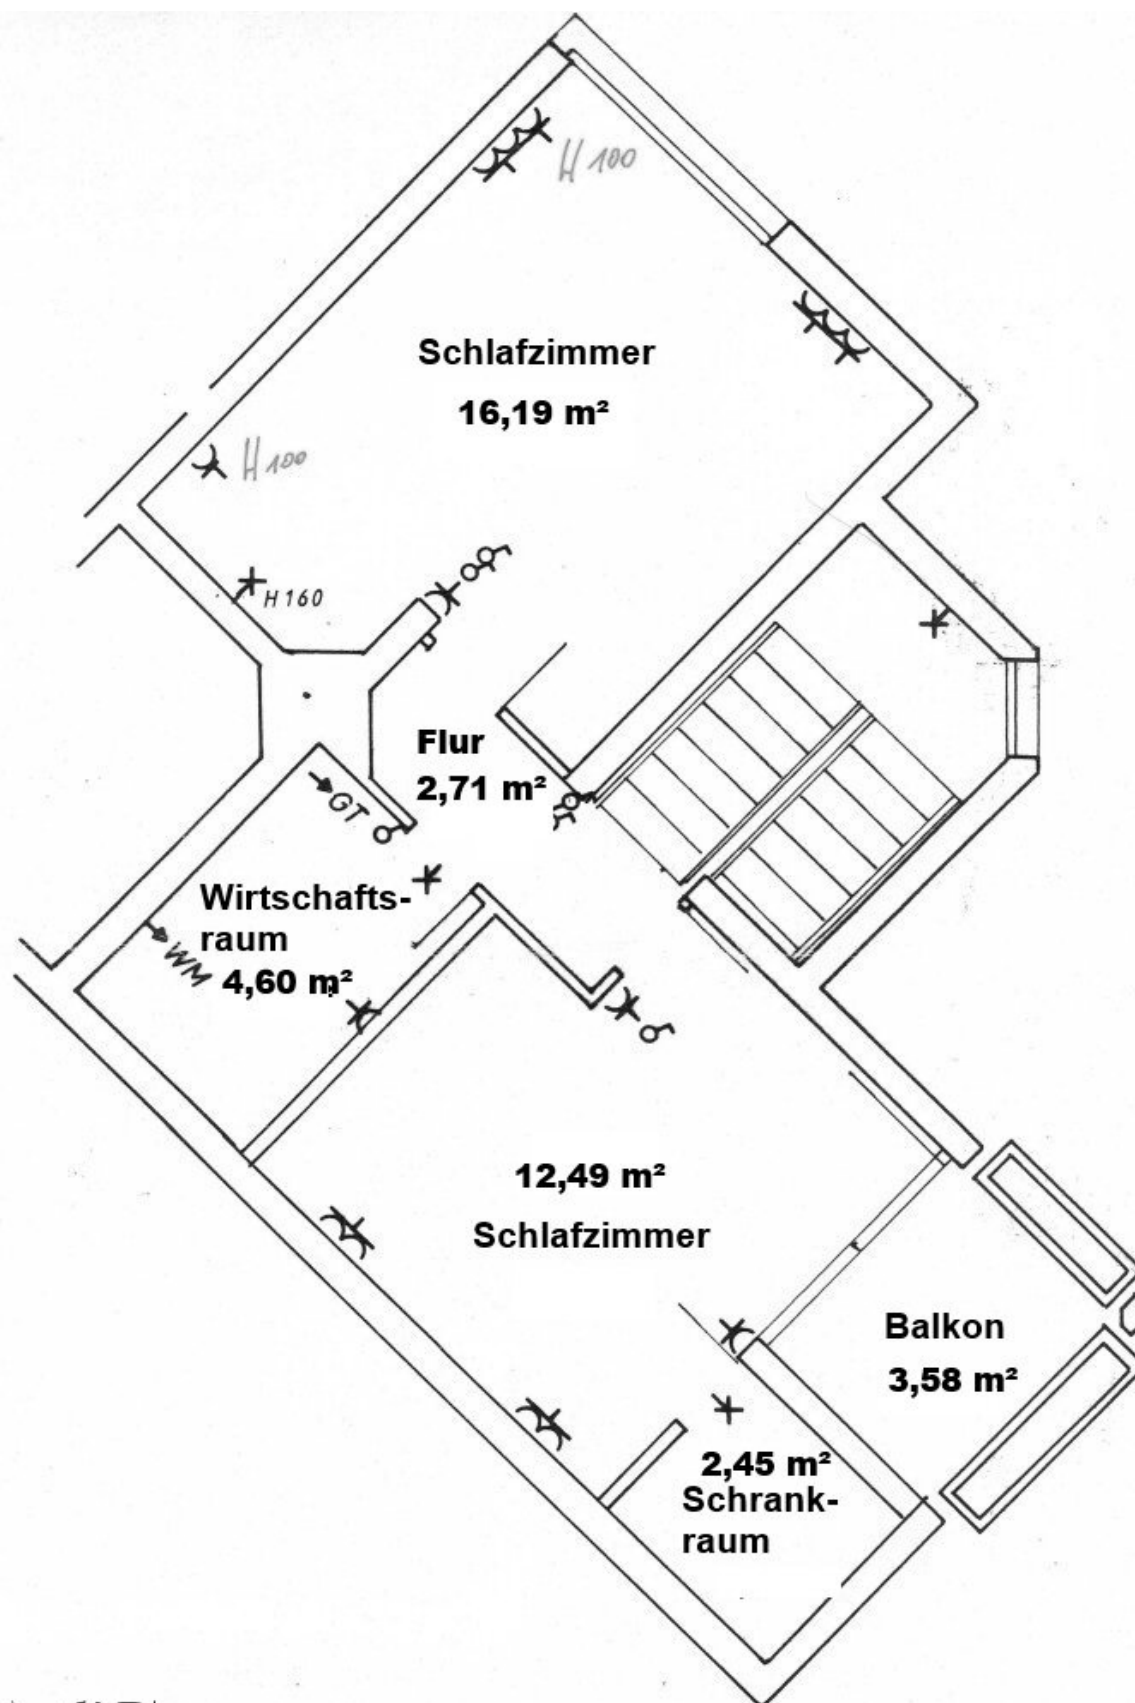 H 100
Schlafzimmer
16,19 m²
H 100
H 160
Flur
2,71 m²
GT
Wirtschafts-
raum
4,60 m²
WM
12,49 m²
Schlafzimmer
Balkon
3,58 m²
2,45 m²
Schrank-
raum